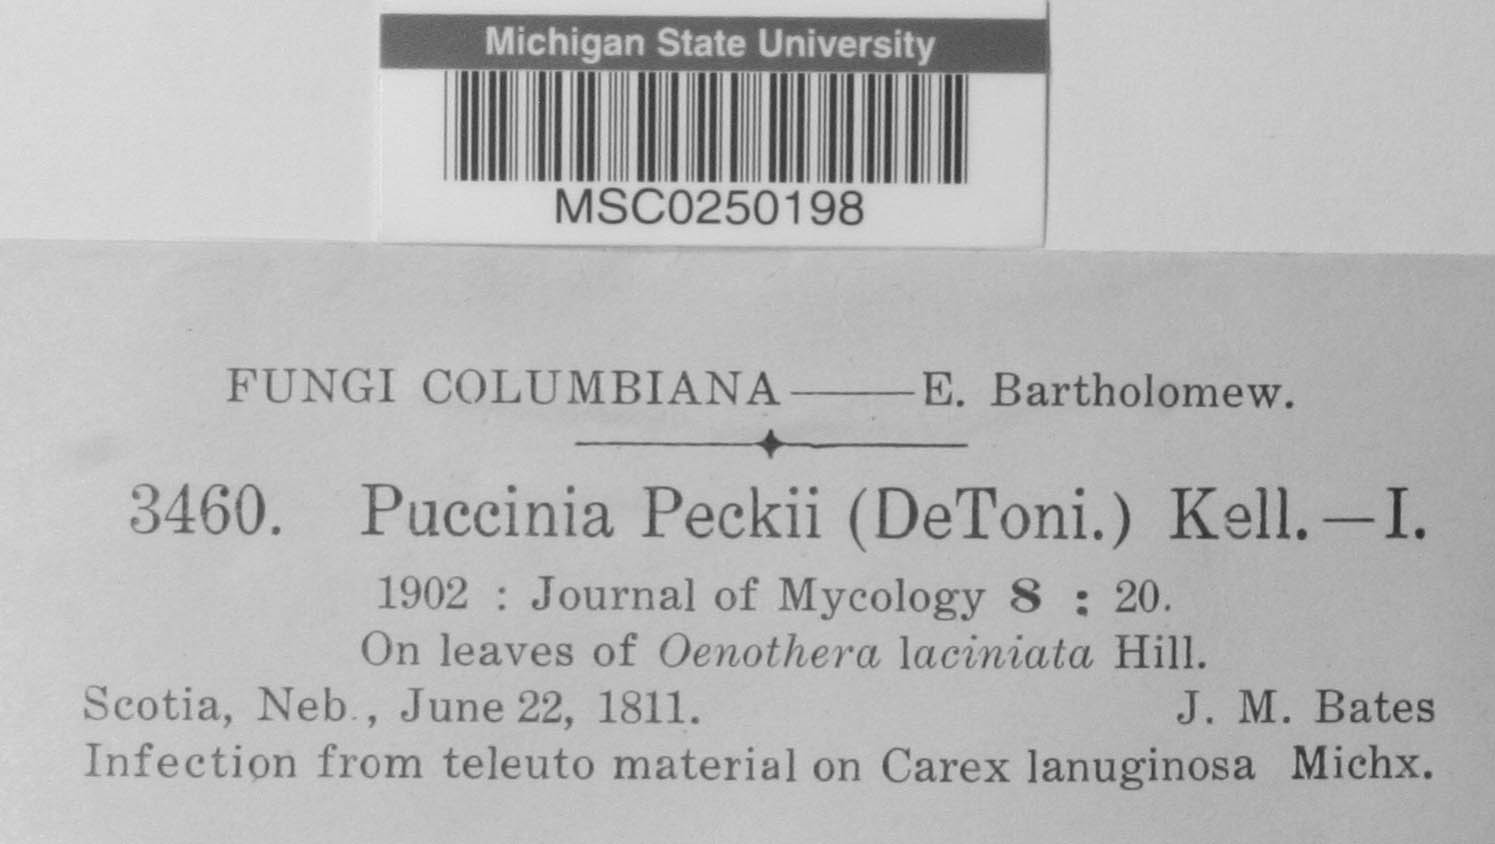 Michigan State University
MSC0250198
FUNGI COLUMBIANA——E. Bartholomew.
3460. Puccinia Peckii (DeToni.) Kell.—I.
1902 : Journal of Mycology 8 : 20.
On leaves of Oenothera laciniata Hill.
Scotia, Neb., June 22, 1811. J. M. Bates
Infection from teleuto material on Carex lanuginosa Michx.